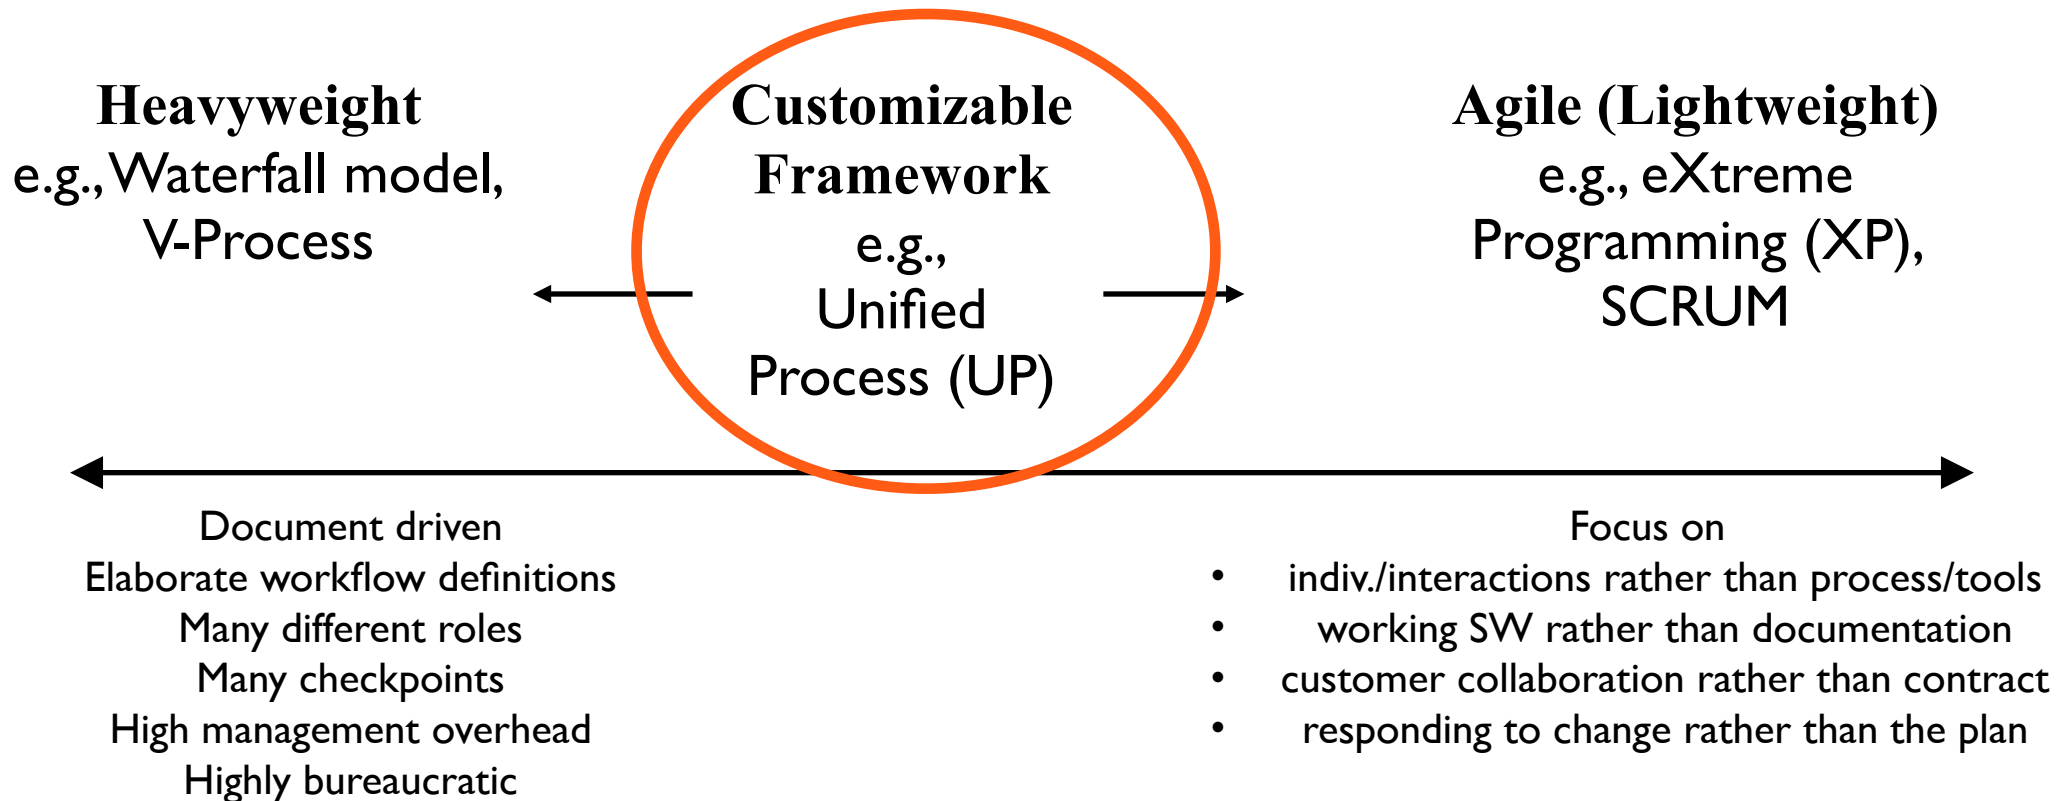 Heavyweight
e.g., Waterfall model,
V-Process
Customizable
Framework
e.g.,
Unified
Process (UP)
Agile (Lightweight)
e.g., eXtreme
Programming (XP),
SCRUM
Document driven
Elaborate workflow definitions
Many different roles
Many checkpoints
High management overhead
Highly bureaucratic
Focus on
• indiv./interactions rather than process/tools
• working SW rather than documentation
• customer collaboration rather than contract
• responding to change rather than the plan